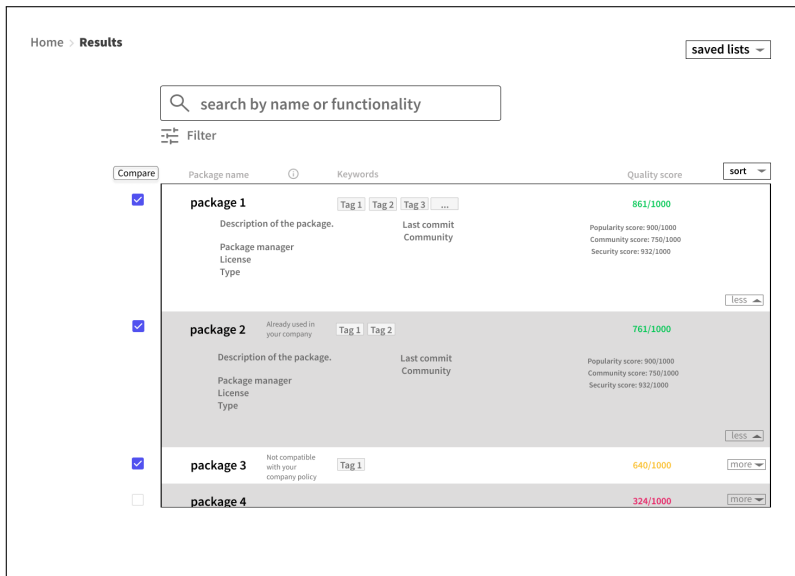 Home > Results
saved lists
search by name or functionality
Filter
Compare
Package name
Keywords
Quality score
sort
package 1
Tag 1 Tag 2 Tag 3 ...
861/1000
Description of the package.
Last commit
Community
Package manager
License
Type
Popularity score: 900/1000
Community score: 750/1000
Security score: 932/1000
less
package 2
Already used in
your company
Tag 1 Tag 2
761/1000
Description of the package.
Last commit
Community
Package manager
License
Type
Popularity score: 900/1000
Community score: 750/1000
Security score: 932/1000
less
package 3
Not compatible
with your
company policy
Tag 1
640/1000
more
package 4
324/1000
more